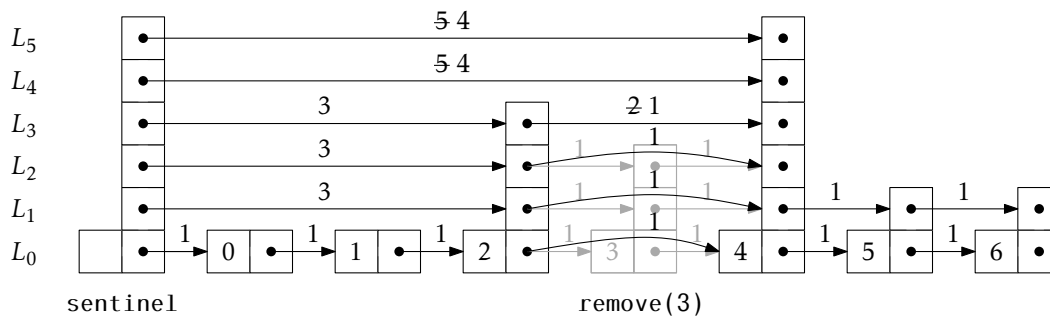 L5 5 4
L4 5 4
L3 3 2 1
L2 3 1 1 1
L1 3 1 1 1 1 1
L0 1 0 1 1 1 2 1 3 1 1 4 1 5 1 6
sentinel remove(3)